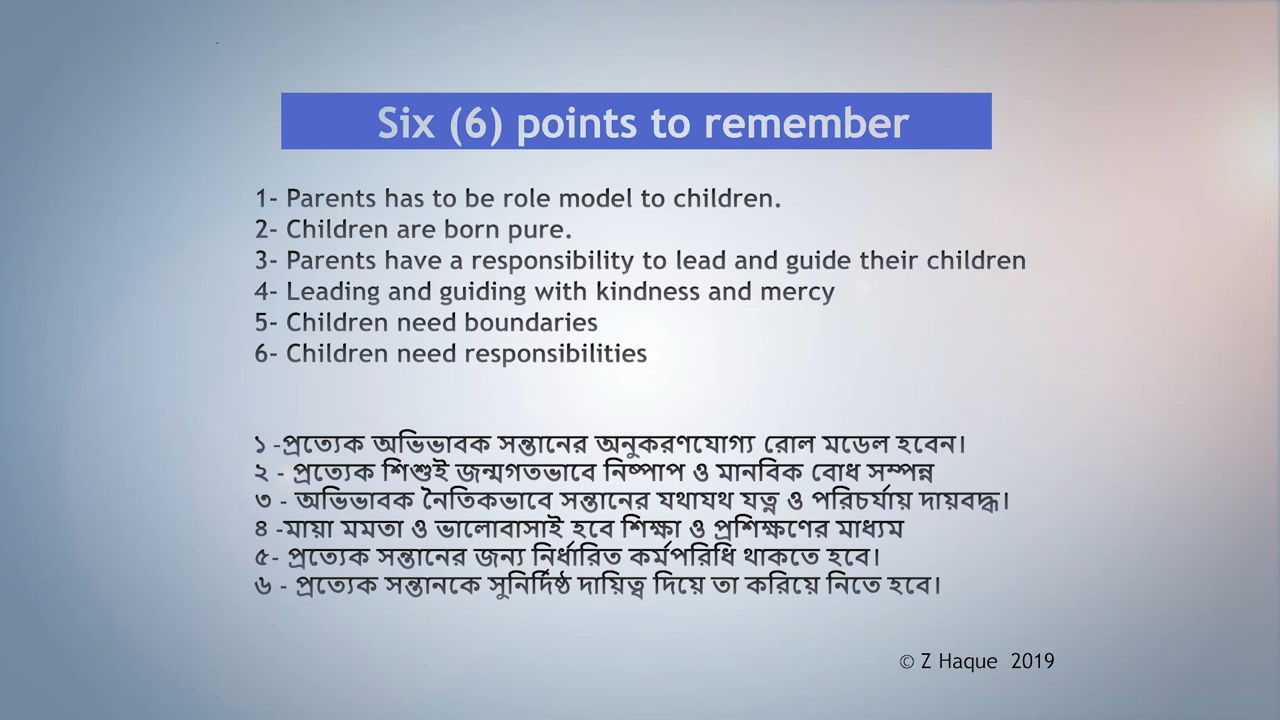 Six (6) points to remember
1- Parents has to be role model to children.
2- Children are born pure.
3- Parents have a responsibility to lead and guide their children
4- Leading and guiding with kindness and mercy
5- Children need boundaries
6- Children need responsibilities
১ -প্রত্যেক অভিভাবক সন্তানের অনুকরণযোগ্য রোল মডেল হবেন।
২ - প্রত্যেক শিশুই জন্মগতভাবে নিষ্পাপ ও মানবিক বোধ সম্পন্ন
৩ - অভিভাবক নৈতিকভাবে সন্তানের যথাযথ যত্ন ও পরিচর্যায় দায়বদ্ধ।
৪ -মায়া মমতা ও ভালোবাসাই হবে শিক্ষা ও প্রশিক্ষণের মাধ্যম
৫- প্রত্যেক সন্তানের জন্য নির্ধারিত কর্মপরিধি থাকতে হবে।
৬ - প্রত্যেক সন্তানকে সুনির্দিষ্ঠ দায়িত্ব দিয়ে তা করিয়ে নিতে হবে।
© Z Haque 2019